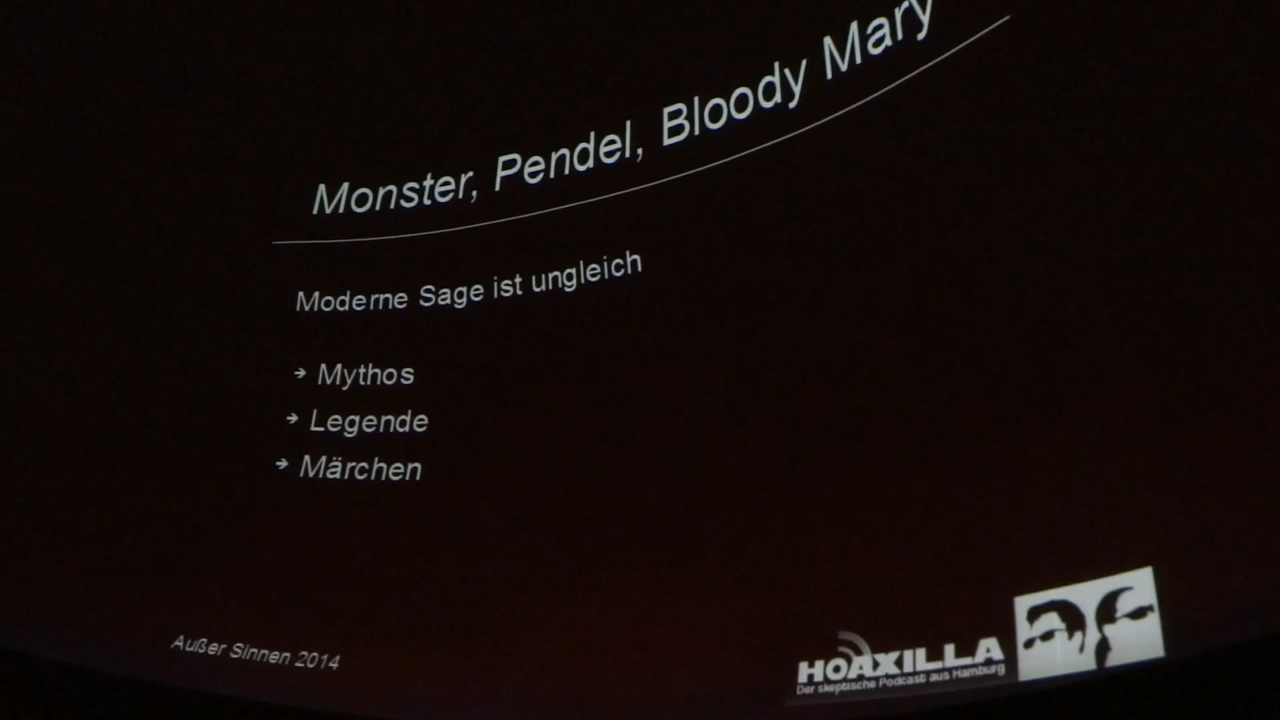 Monster, Pendel, Bloody Mary
Moderne Sage ist ungleich
→ Mythos
→ Legende
→ Märchen
Außer Sinnen 2014
HOAXILLA
Der skeptische Podcast aus Hamburg